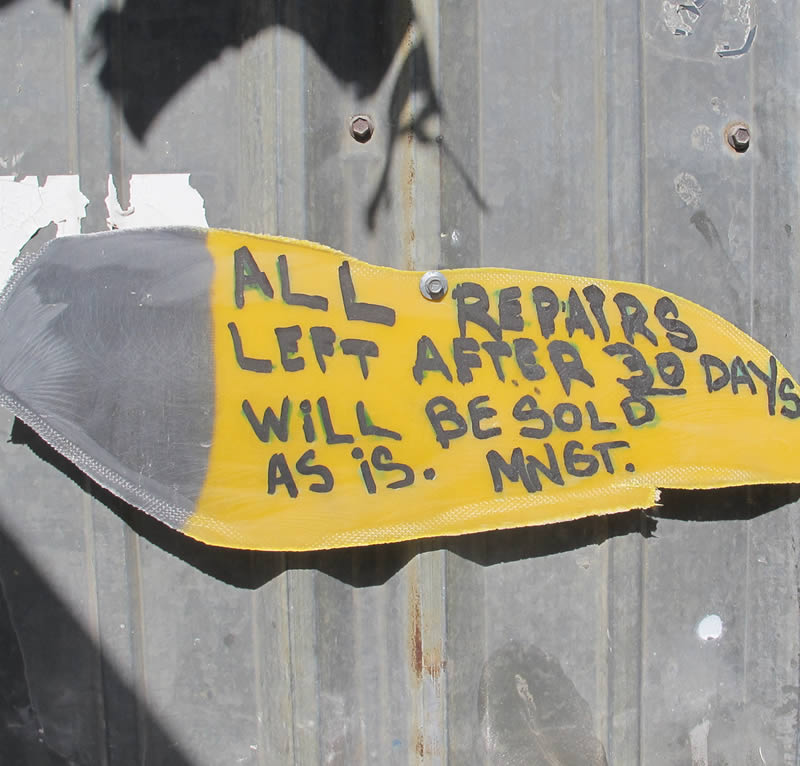 ALL REPAIRS
LEFT AFTER 30 DAYS
WiLL BE SOLD
AS iS. MNGT.